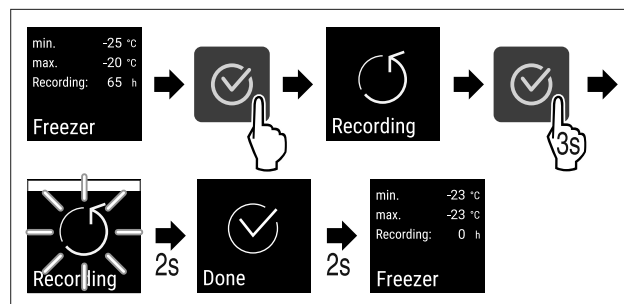 min. -25 °C
max. -20 °C
Recording: 65 h
Freezer
Recording
3s
Recording
2s
Done
2s
min. -23 °C
max. -23 °C
Recording: 0 h
Freezer